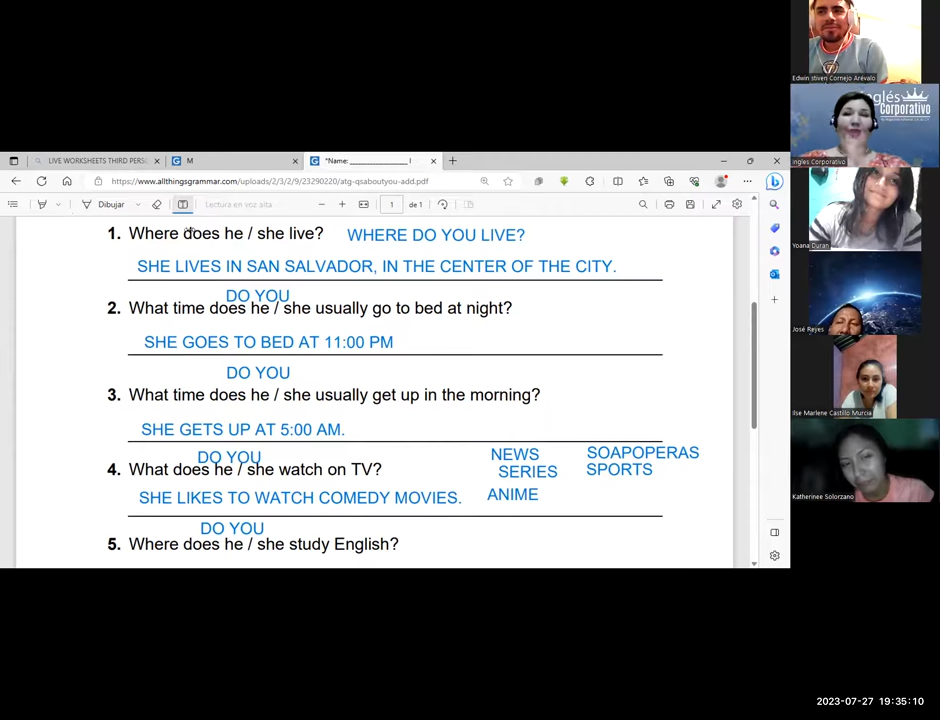 Edwin stiven Cornejo Arévalo
inglés
Corporativo
Ingles Corporativo
LIVE WORKSHEETS THIRD PERS
M
*Name: ________________ I
https://www.allthingsgrammar.com/uploads/2/3/2/9/23290220/atg-qsaboutyou-add.pdf
Dibujar
Lectura en voz alta
1
de 1
1. Where does he / she live? WHERE DO YOU LIVE?
SHE LIVES IN SAN SALVADOR, IN THE CENTER OF THE CITY.
DO YOU
2. What time does he / she usually go to bed at night?
SHE GOES TO BED AT 11:00 PM
DO YOU
3. What time does he / she usually get up in the morning?
SHE GETS UP AT 5:00 AM.
DO YOU NEWS SOAPOPERAS
4. What does he / she watch on TV? SERIES SPORTS
SHE LIKES TO WATCH COMEDY MOVIES. ANIME
DO YOU
5. Where does he / she study English?
Yoana Duran
José Reyes
Ilse Marlene Castillo Murcia
Katherinee Solorzano
2023-07-27 19:35:10